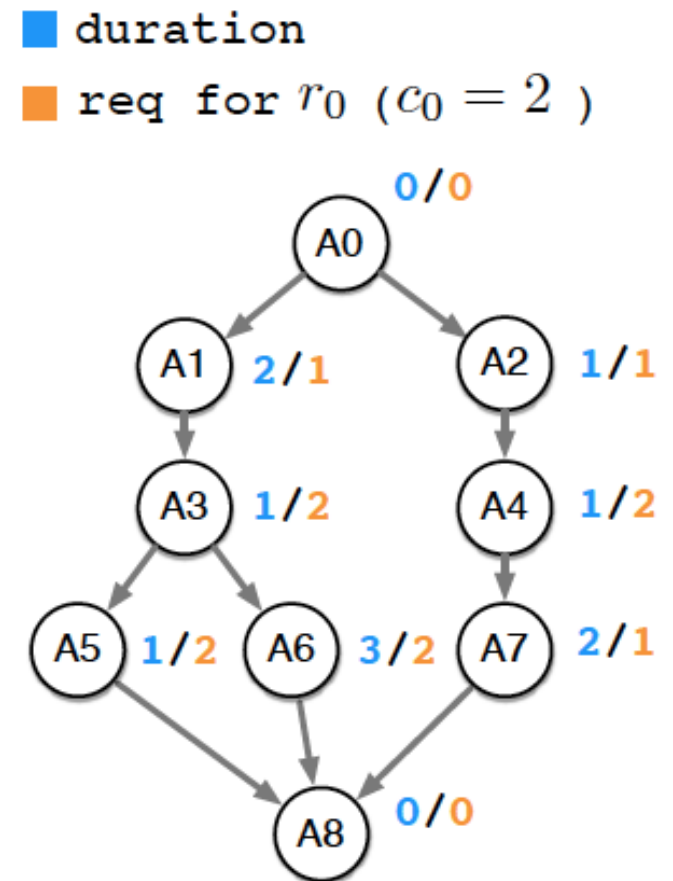 duration
req for r₀ (c₀ = 2 )
0/0
A0
A1 2/1 A2 1/1
A3 1/2 A4 1/2
A5 1/2 A6 3/2 A7 2/1
A8 0/0